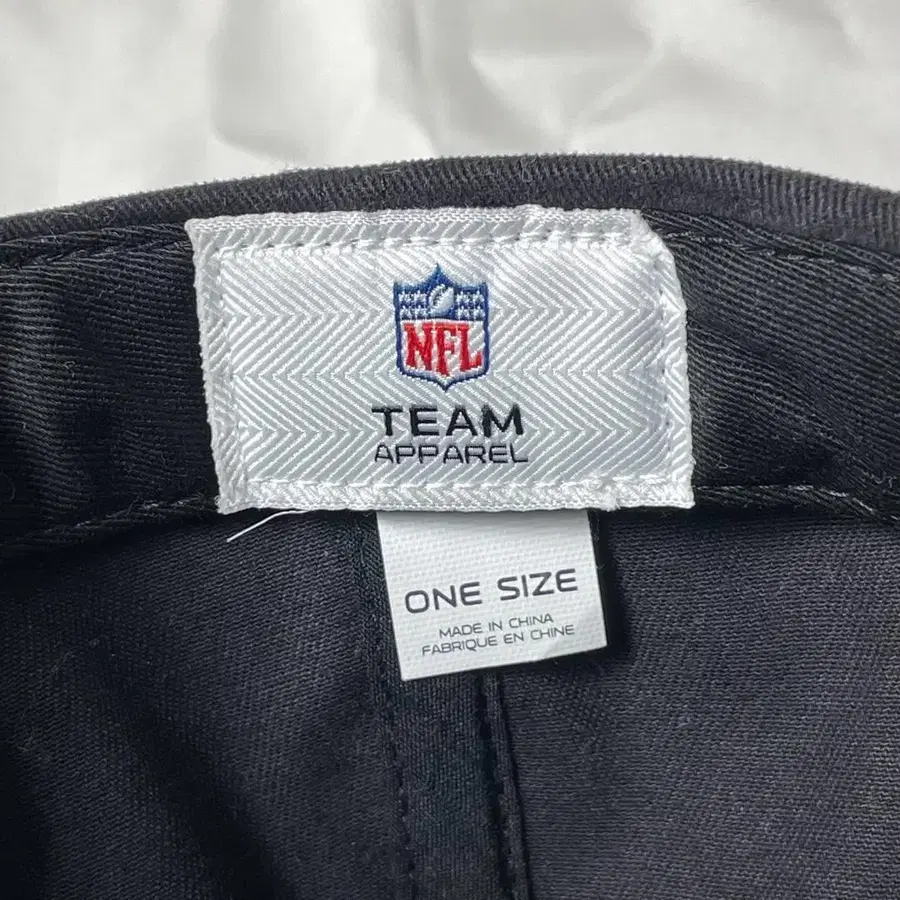 NFL
TEAM
APPAREL
ONE SIZE
MADE IN CHINA
FABRIQUE EN CHINE